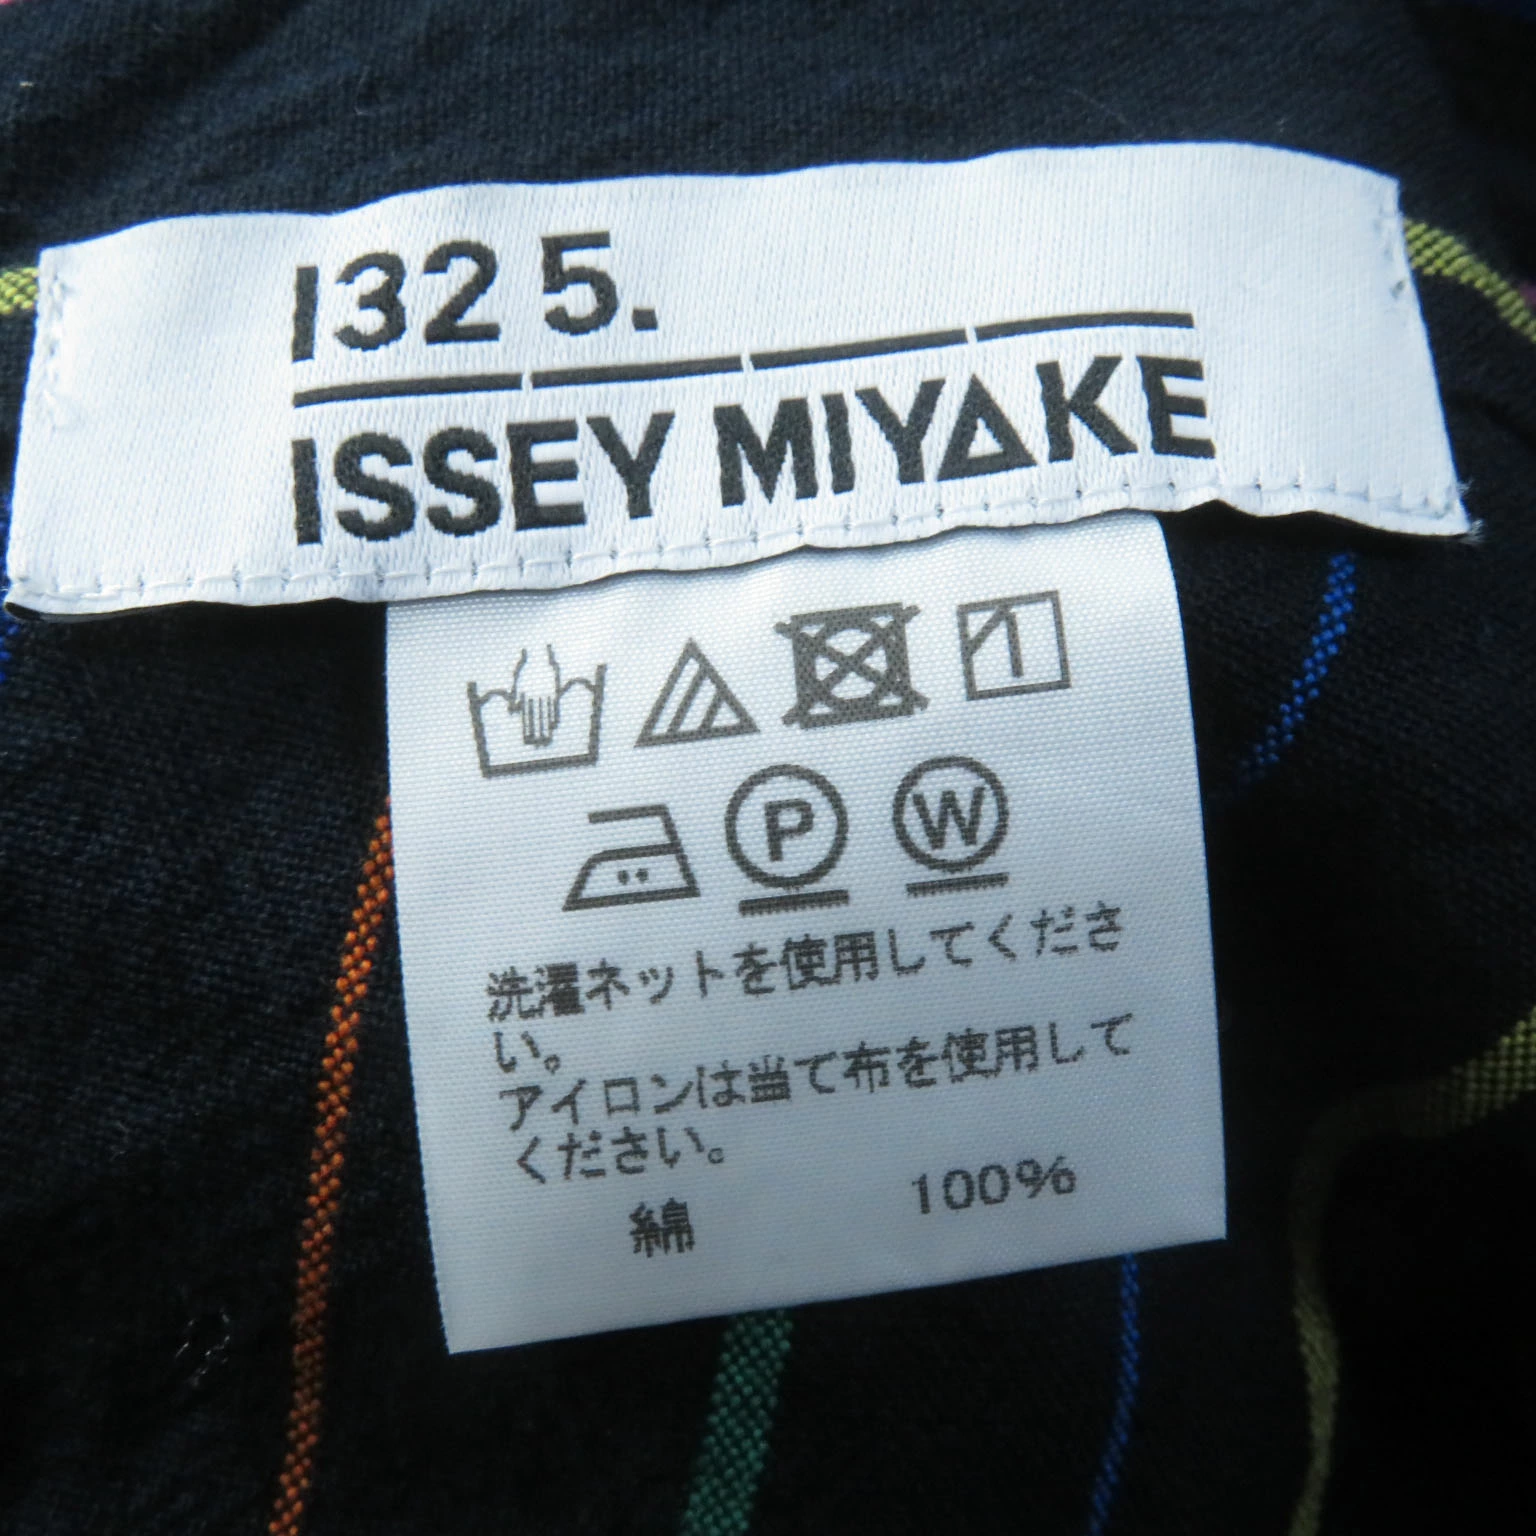 132 5.
ISSEY MIYAKE
P W
洗濯ネットを使用してくださ
い。
アイロンは当て布を使用して
ください。
綿 100%